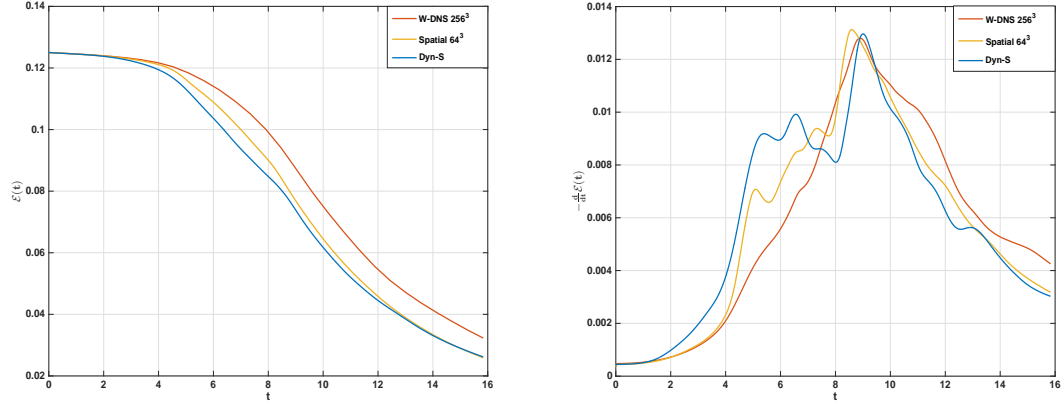 0.14
0.12
0.1
0.08
0.06
0.04
0.02
0 2 4 6 8 10 12 14 16
t
ℰ(t)
W-DNS 256³
Spatial 64³
Dyn-S
0.014
0.012
0.01
0.008
0.006
0.004
0.002
0
0 2 4 6 8 10 12 14 16
t
−d/dt ℰ(t)
W-DNS 256³
Spatial 64³
Dyn-S